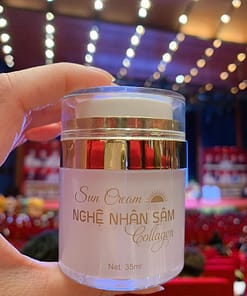 Sun Cream
NGHỆ NHÂN SÂM
Collagen
Net. 35ml